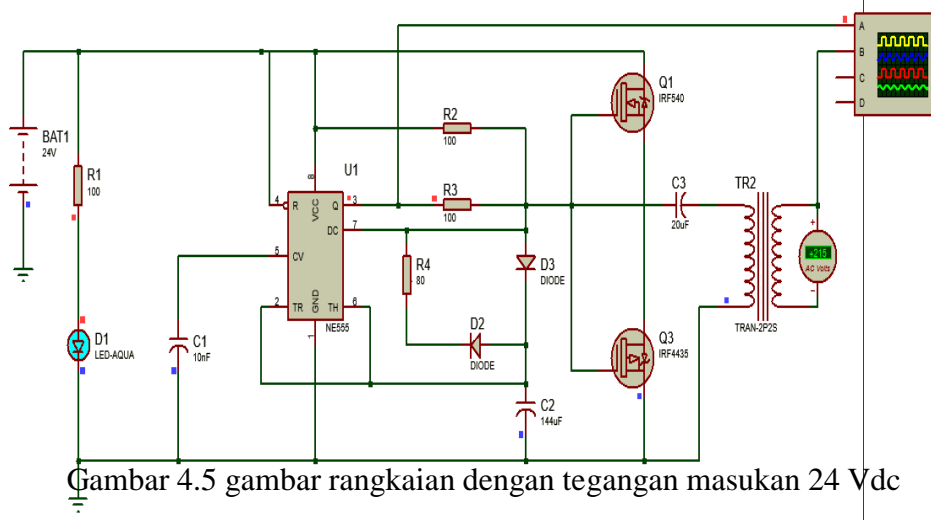 A
B
C
D
Q1
IRF540
BAT1
24V
R1
100
R2
100
U1
8
VCC
4
R
Q
3
R3
100
DC
7
5
CV
2
TR
GND
TH
6
1
NE555
R4
80
D3
DIODE
D2
DIODE
C3
20uF
TR2
TRAN-2P2S
+
+215
AC Volts
−
D1
LED-AQUA
C1
10nF
Q3
IRF4435
C2
144uF
Gambar 4.5 gambar rangkaian dengan tegangan masukan 24 Vdc